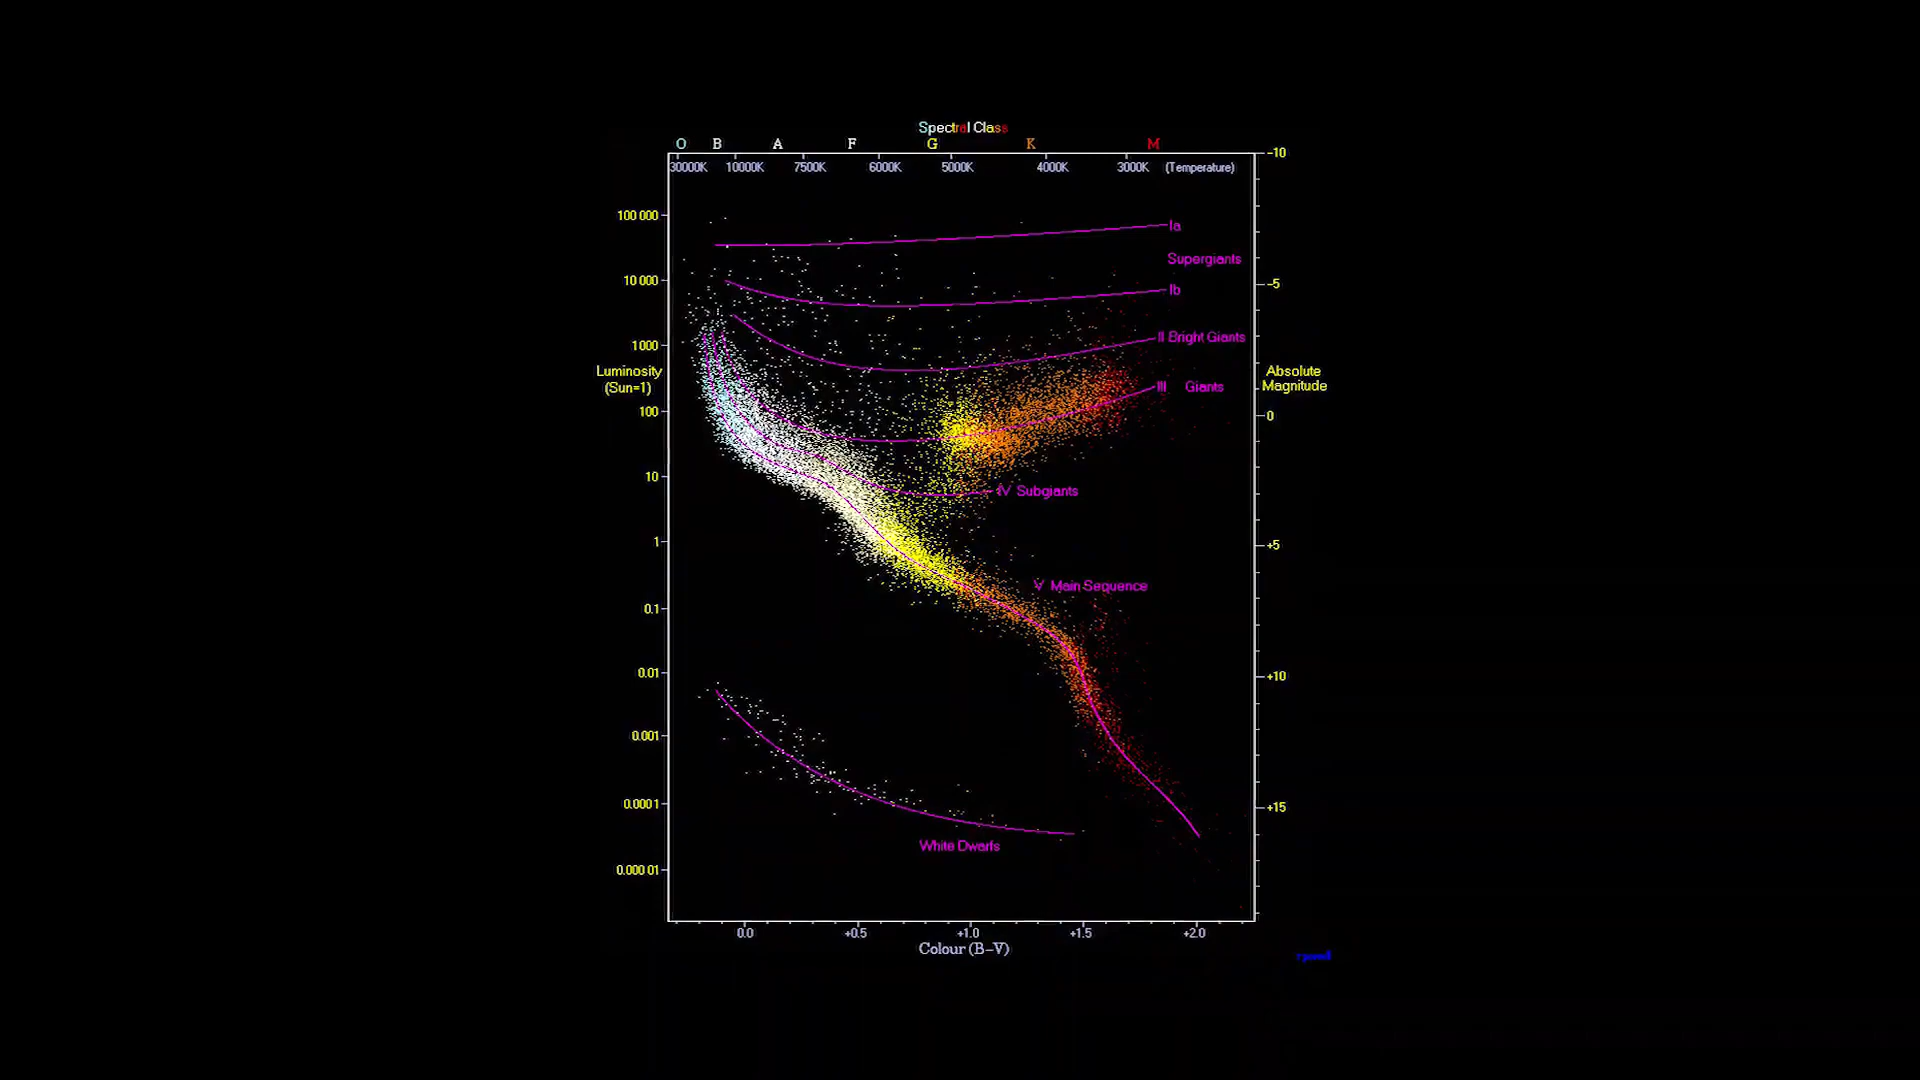 Spectral Class
O B A F G K M
30000K 10000K 7500K 6000K 5000K 4000K 3000K (Temperature)
-10
100 000
Ia
Supergiants
10 000
-5
Ib
1000
II Bright Giants
Luminosity
(Sun=1)
Absolute
Magnitude
III Giants
100
0
10
IV Subgiants
1
+5
V Main Sequence
0.1
0.01
+10
0.001
0.0001
+15
White Dwarfs
0.000 01
0.0 +0.5 +1.0 +1.5 +2.0
Colour (B-V)